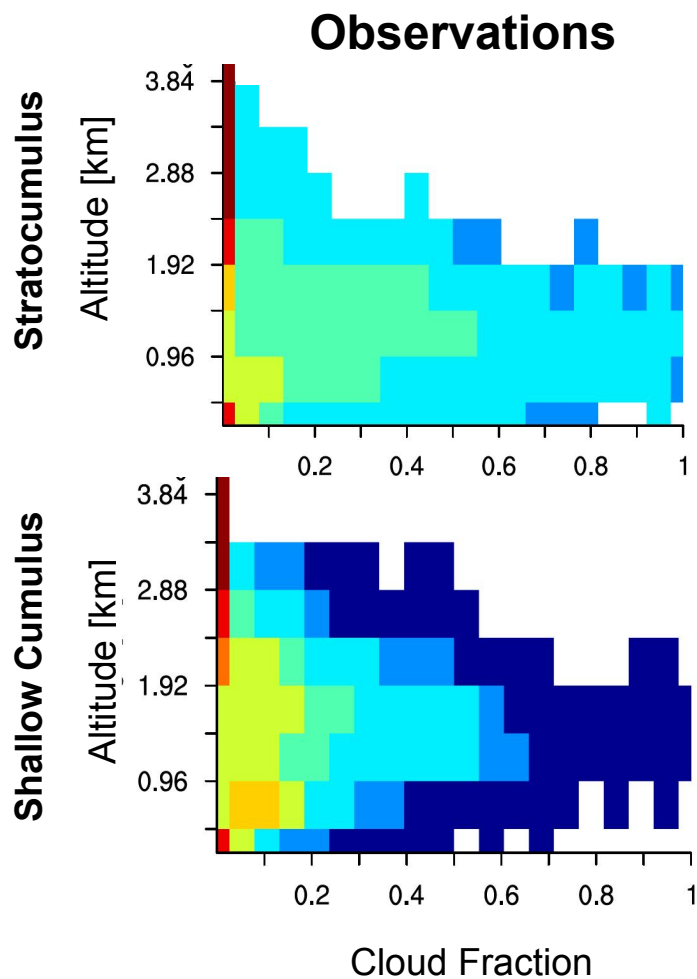 Observations
Stratocumulus
Altitude [km]
3.84
2.88
1.92
0.96
0.2 0.4 0.6 0.8 1
Shallow Cumulus
Altitude [km]
3.84
2.88
1.92
0.96
0.2 0.4 0.6 0.8 1
Cloud Fraction